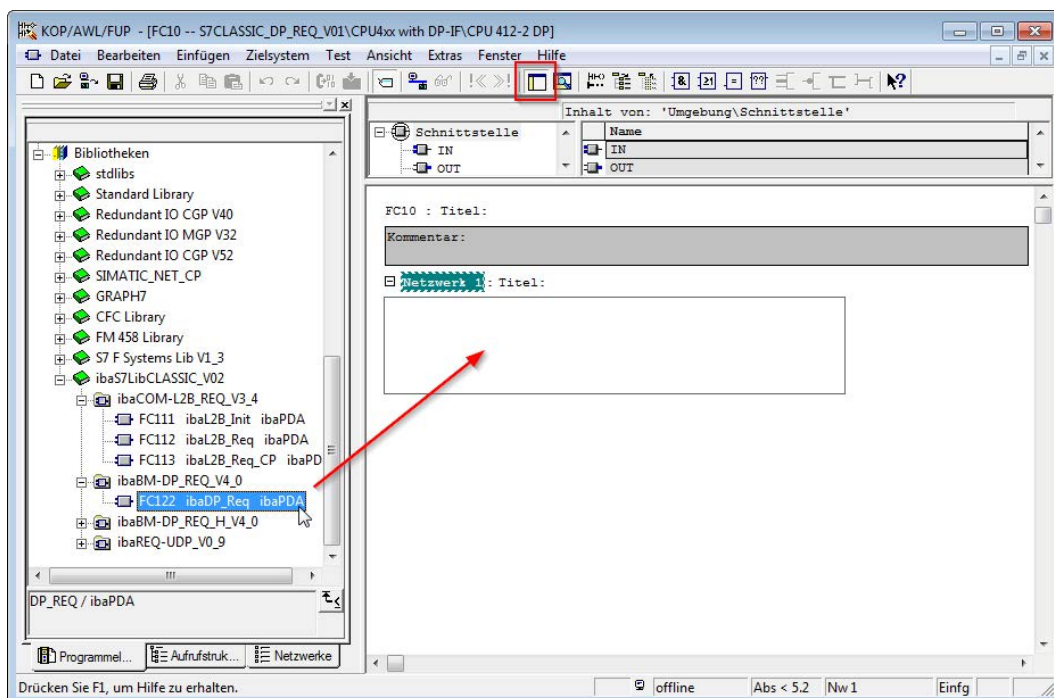 KOP/AWL/FUP - [FC10 -- S7CLASSIC_DP_REQ_V01\CPU4xx with DP-IF\CPU 412-2 DP]
Datei Bearbeiten Einfügen Zielsystem Test Ansicht Extras Fenster Hilfe
Inhalt von: 'Umgebung\Schnittstelle'
Schnittstelle
IN
OUT
Name
IN
OUT
Bibliotheken
stdlibs
Standard Library
Redundant IO CGP V40
Redundant IO MGP V32
Redundant IO CGP V52
SIMATIC_NET_CP
GRAPH7
CFC Library
FM 458 Library
S7 F Systems Lib V1_3
ibaS7LibCLASSIC_V02
ibaCOM-L2B_REQ_V3_4
FC111 ibaL2B_Init ibaPDA
FC112 ibaL2B_Req ibaPDA
FC113 ibaL2B_Req_CP ibaPD
ibaBM-DP_REQ_V4_0
FC122 ibaDP_Req ibaPDA
ibaBM-DP_REQ_H_V4_0
ibaREQ-UDP_V0_9
DP_REQ / ibaPDA
Programmel... Aufrufstruk... Netzwerke
FC10 : Titel:
Kommentar:
Netzwerk 1: Titel:
Drücken Sie F1, um Hilfe zu erhalten.
offline
Abs < 5.2
Nw 1
Einfg